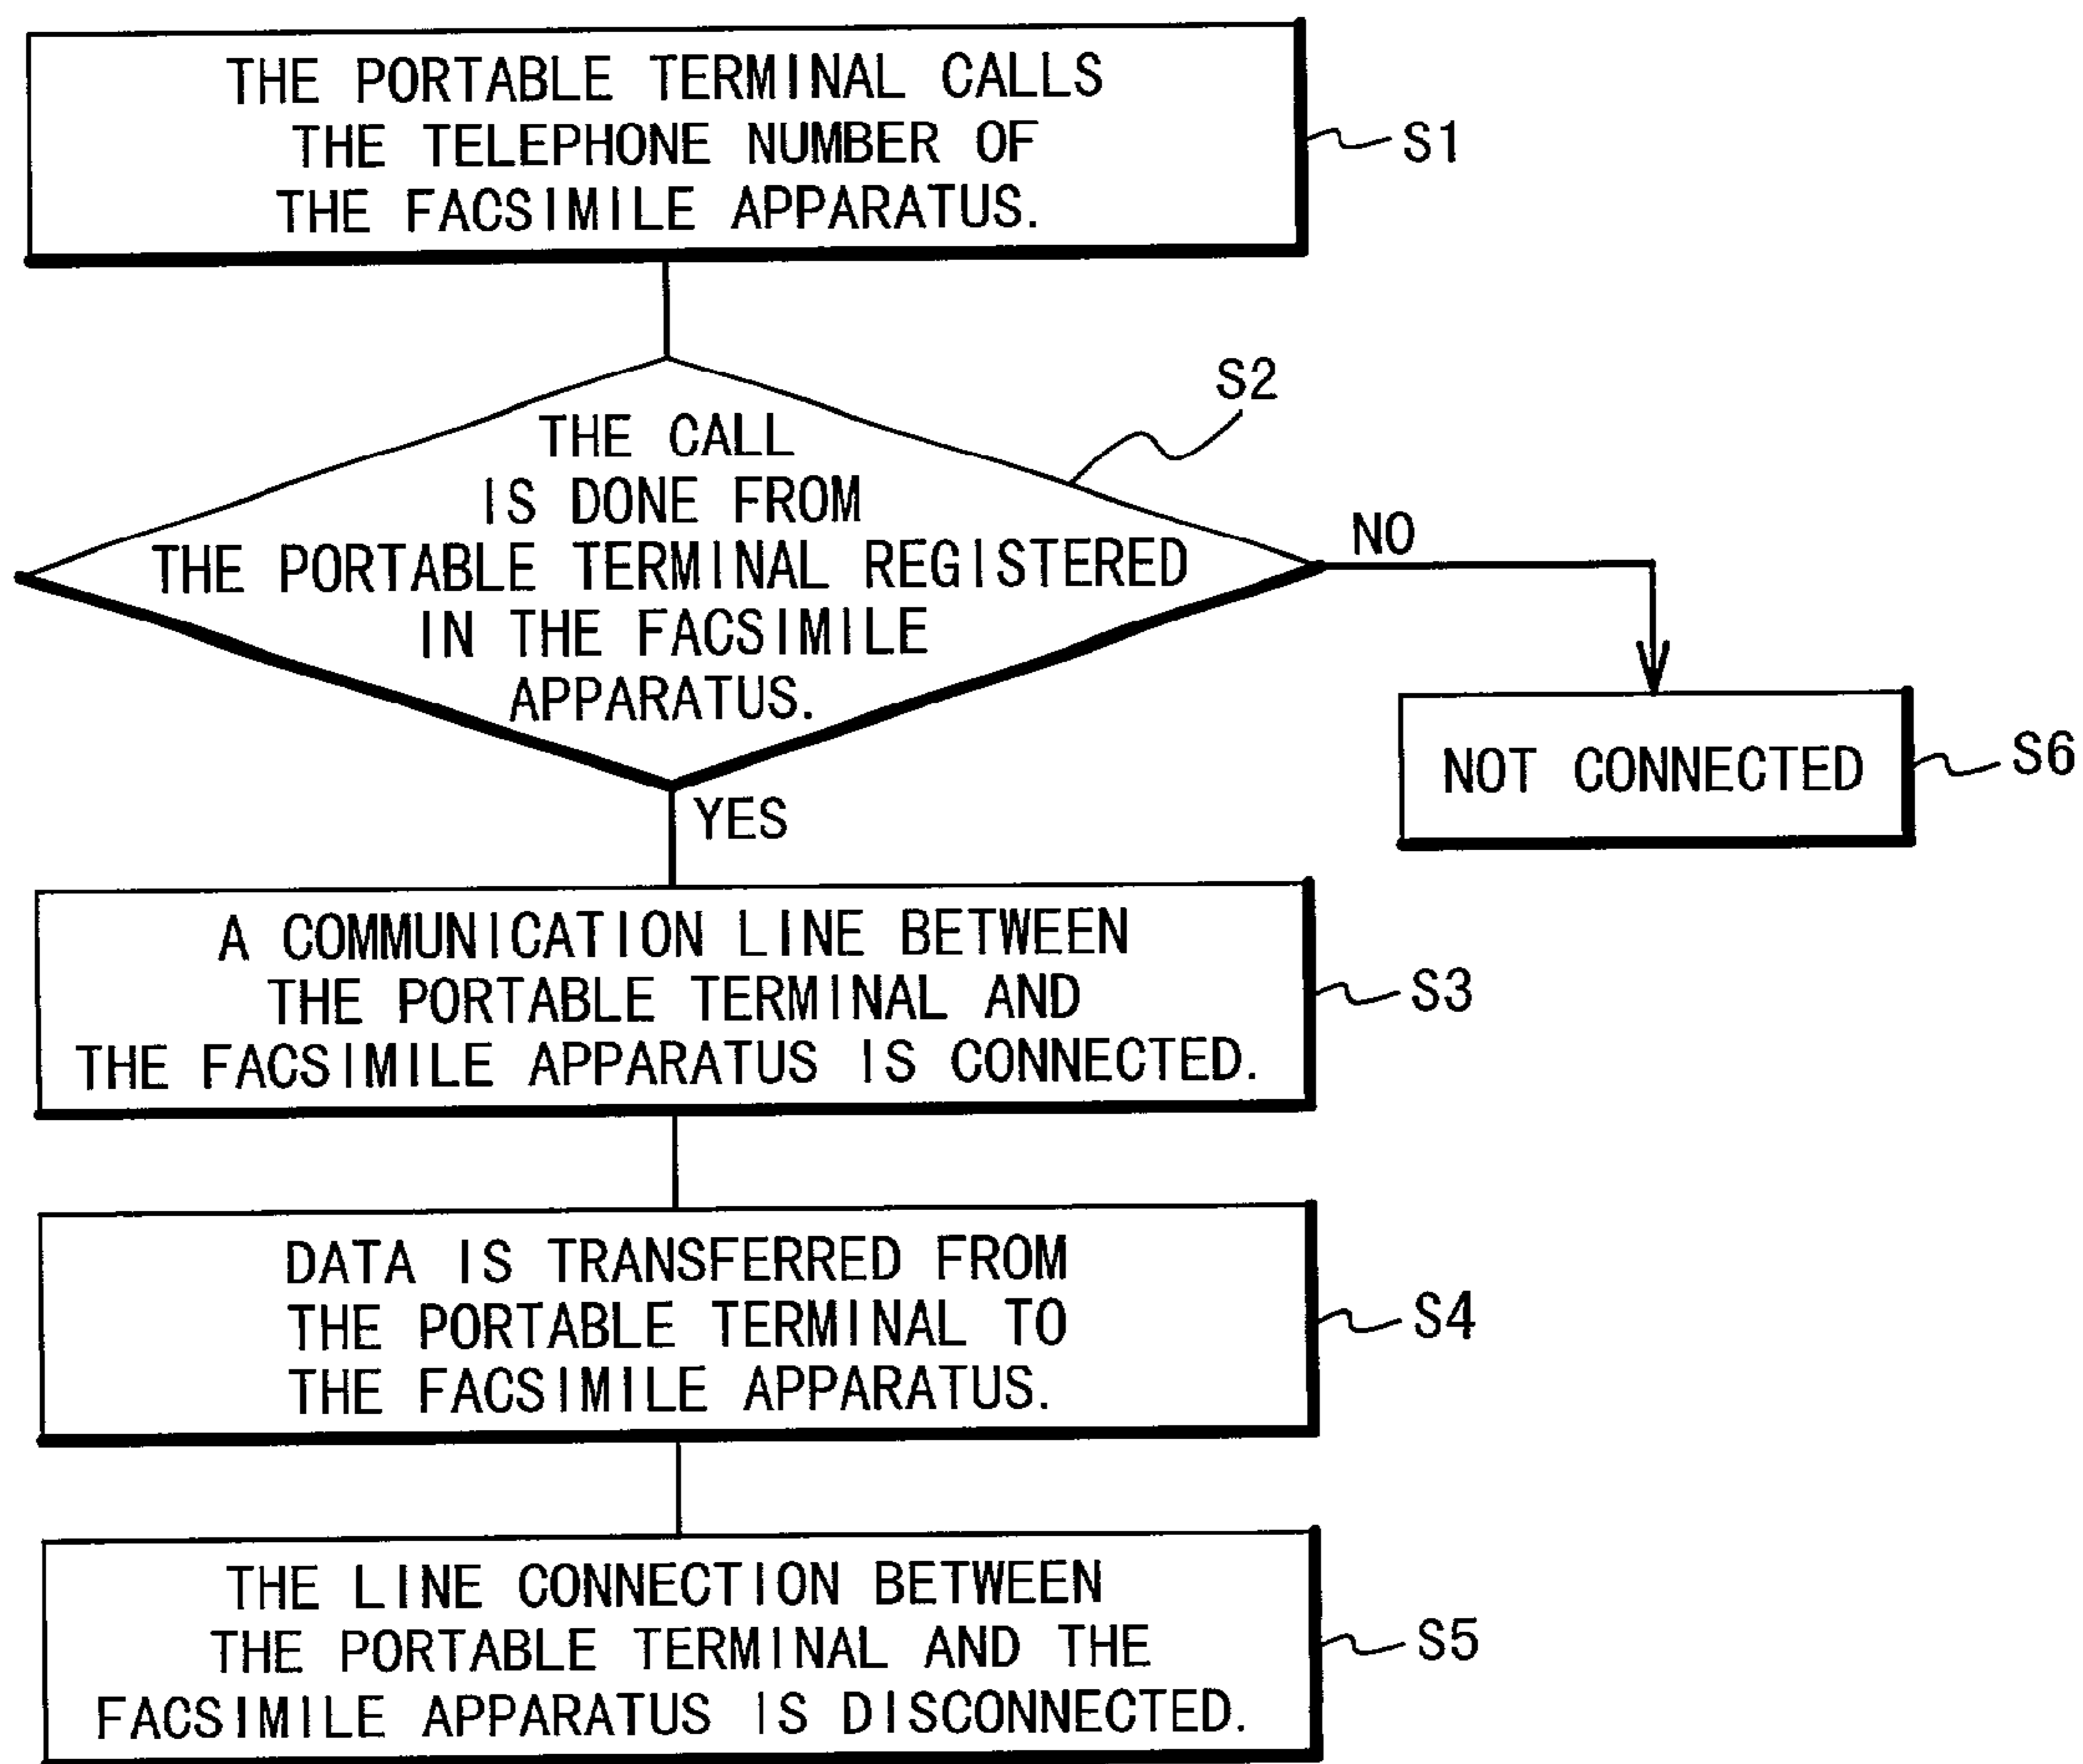 THE PORTABLE TERMINAL CALLS
THE TELEPHONE NUMBER OF
THE FACSIMILE APPARATUS.
S1
S2
THE CALL
IS DONE FROM
THE PORTABLE TERMINAL REGISTERED
IN THE FACSIMILE
APPARATUS.
NO
NOT CONNECTED
S6
YES
A COMMUNICATION LINE BETWEEN
THE PORTABLE TERMINAL AND
THE FACSIMILE APPARATUS IS CONNECTED.
S3
DATA IS TRANSFERRED FROM
THE PORTABLE TERMINAL TO
THE FACSIMILE APPARATUS.
S4
THE LINE CONNECTION BETWEEN
THE PORTABLE TERMINAL AND THE
FACSIMILE APPARATUS IS DISCONNECTED.
S5